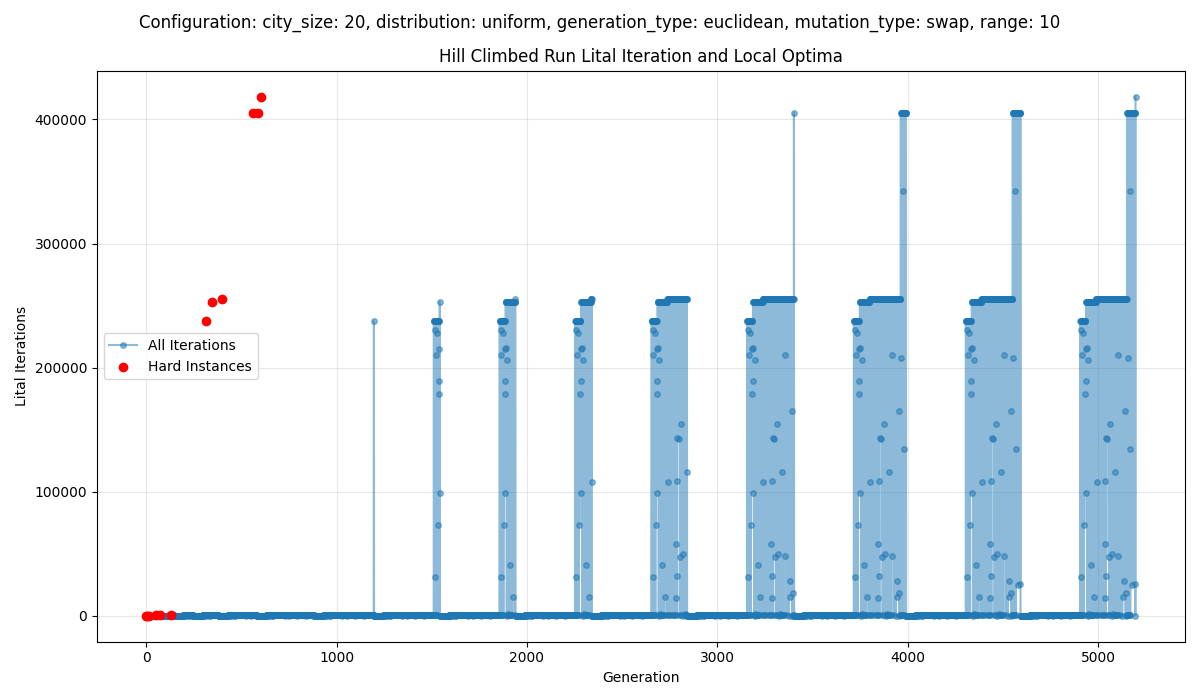 Configuration: city_size: 20, distribution: uniform, generation_type: euclidean, mutation_type: swap, range: 10
Hill Climbed Run Lital Iteration and Local Optima
400000
300000
200000
100000
0
Lital Iterations
All Iterations
Hard Instances
0 1000 2000 3000 4000 5000
Generation